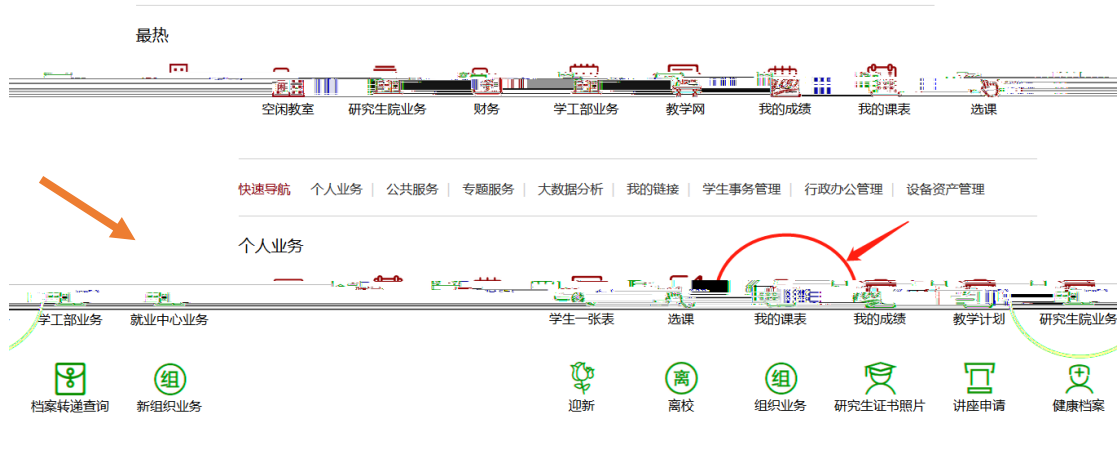 最热
空闲教室 研究生院业务 财务 学工部业务 教学网 我的成绩 我的课表 选课
快速导航 个人业务 | 公共服务 | 专题服务 | 大数据分析 | 我的链接 | 学生事务管理 | 行政办公管理 | 设备资产管理
个人业务
学工部业务 就业中心业务 学生一张表 选课 我的课表 我的成绩 教学计划 研究生院业务
离 组 组
档案转递查询 新组织业务 迎新 离校 组织业务 研究生证书照片 讲座申请 健康档案